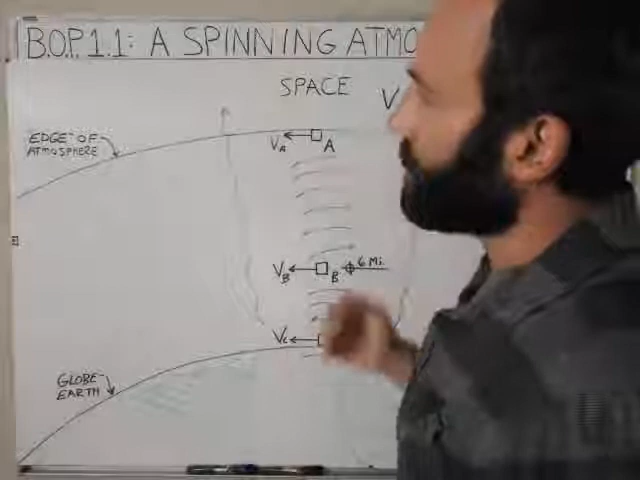 B.O.P. 1.1: A SPINNING ATMO
SPACE
V
EDGE OF
ATMOSPHERE
VA A
VB B 6 Mi.
VC
GLOBE
EARTH